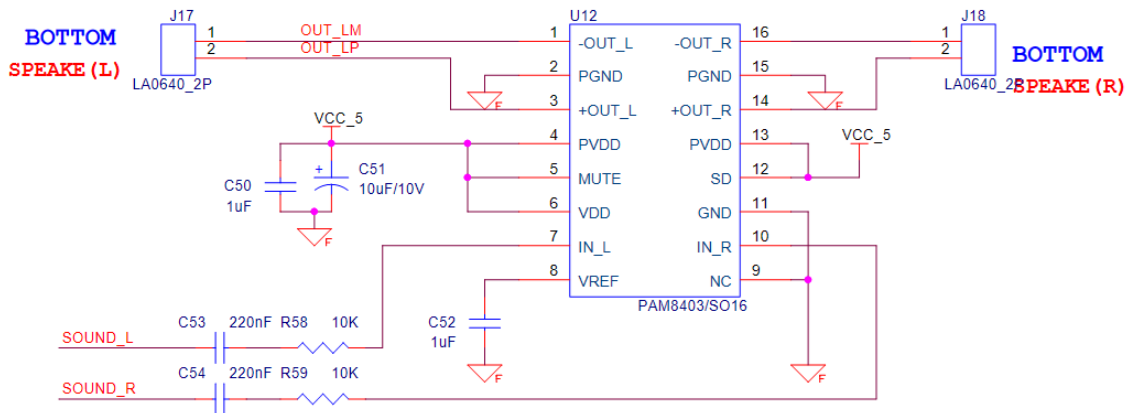 J17
BOTTOM
SPEAKE(L)
1
2
LA0640_2P
OUT_LM
OUT_LP
U12
1 -OUT_L
2 PGND
3 +OUT_L
4 PVDD
5 MUTE
6 VDD
7 IN_L
8 VREF
-OUT_R 16
PGND 15
+OUT_R 14
PVDD 13
SD 12
GND 11
IN_R 10
NC 9
PAM8403/SO16
J18
1
2
BOTTOM
SPEAKE(R)
F
F
VCC_5
VCC_5
C50
1uF
+
C51
10uF/10V
F
C52
1uF
F
F
SOUND_L
C53 220nF R58 10K
SOUND_R
C54 220nF R59 10K